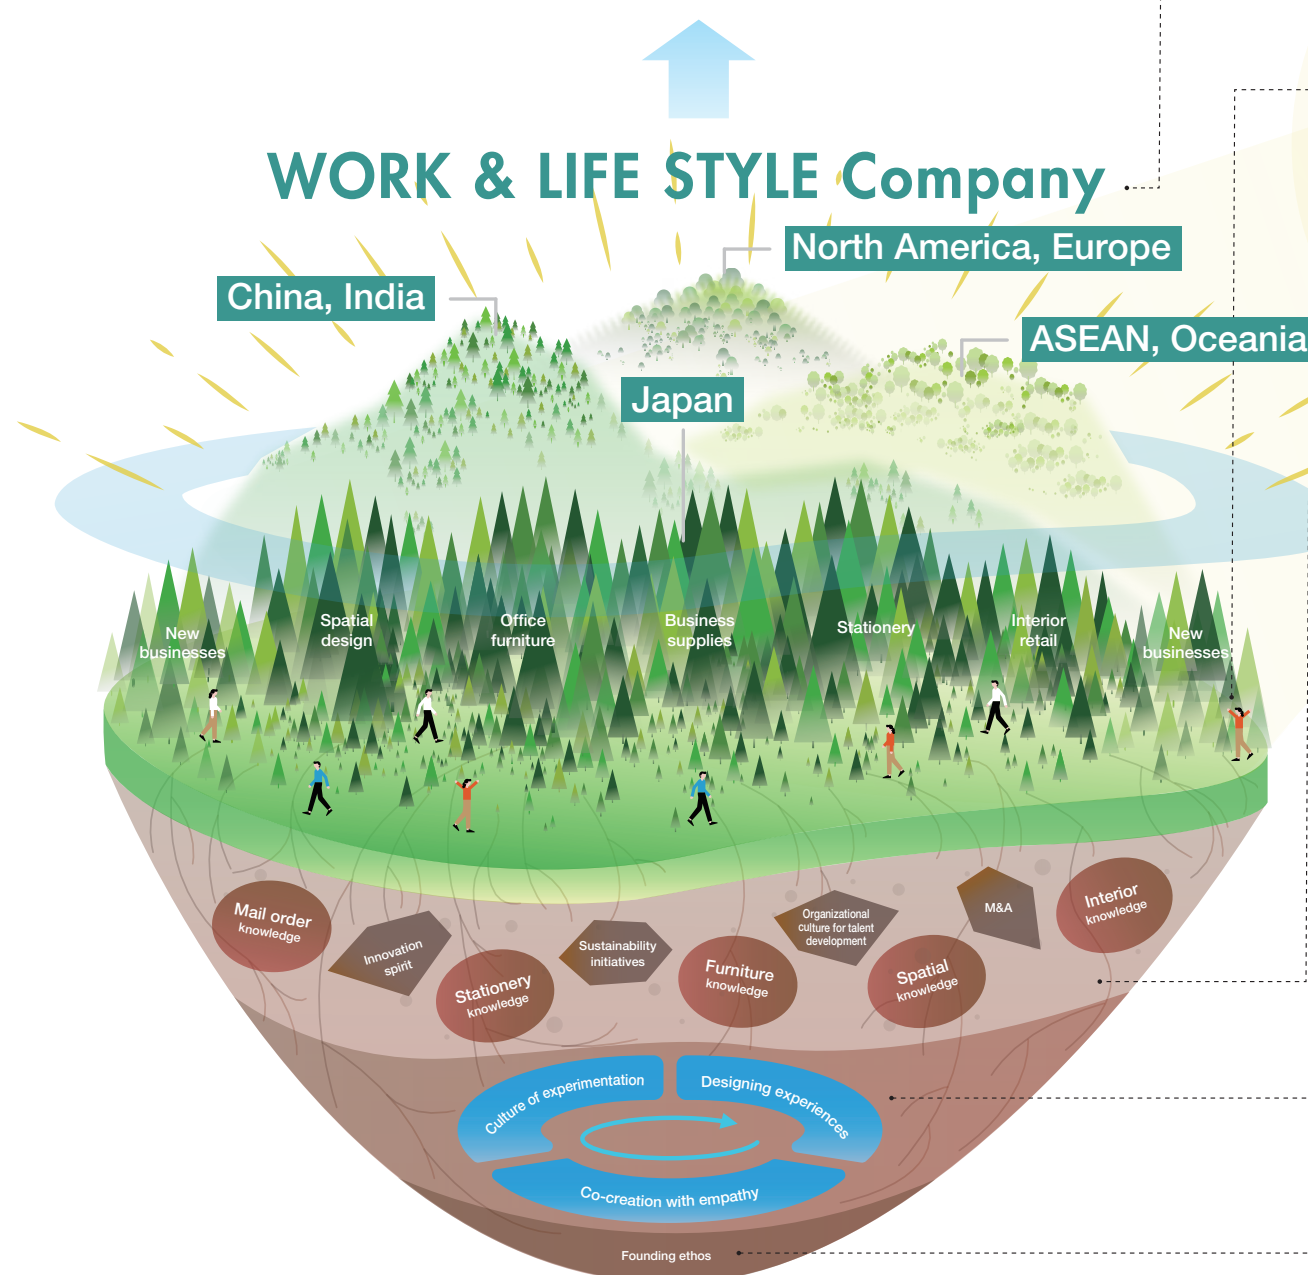 WORK & LIFE STYLE Company
North America, Europe
China, India
ASEAN, Oceania
Japan
New
businesses
Spatial
design
Office
furniture
Business
supplies
Stationery
Interior
retail
New
businesses
Mail order
knowledge
Innovation
spirit
Stationery
knowledge
Sustainability
initiatives
Furniture
knowledge
Organizational
culture for talent
development
Spatial
knowledge
M&A
Interior
knowledge
Culture of experimentation
Designing experiences
Co-creation with empathy
Founding ethos